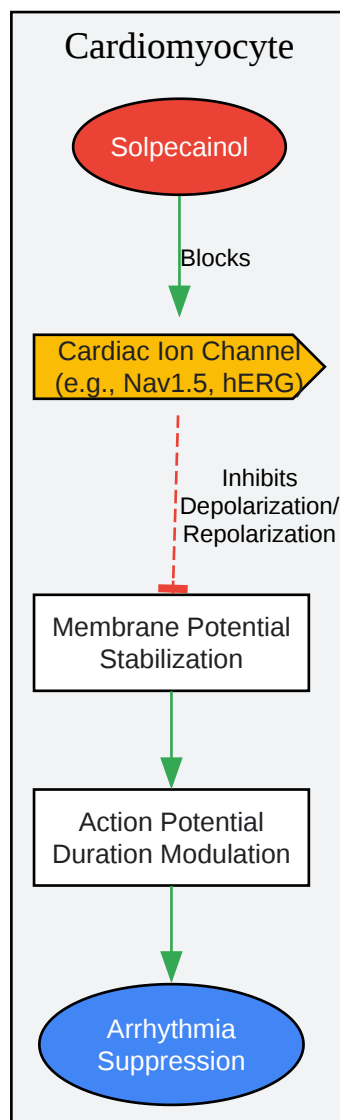 Cardiomyocyte
Solpecainol
Blocks
Cardiac Ion Channel
(e.g., Nav1.5, hERG)
Inhibits
Depolarization/
Repolarization
Membrane Potential
Stabilization
Action Potential
Duration Modulation
Arrhythmia
Suppression